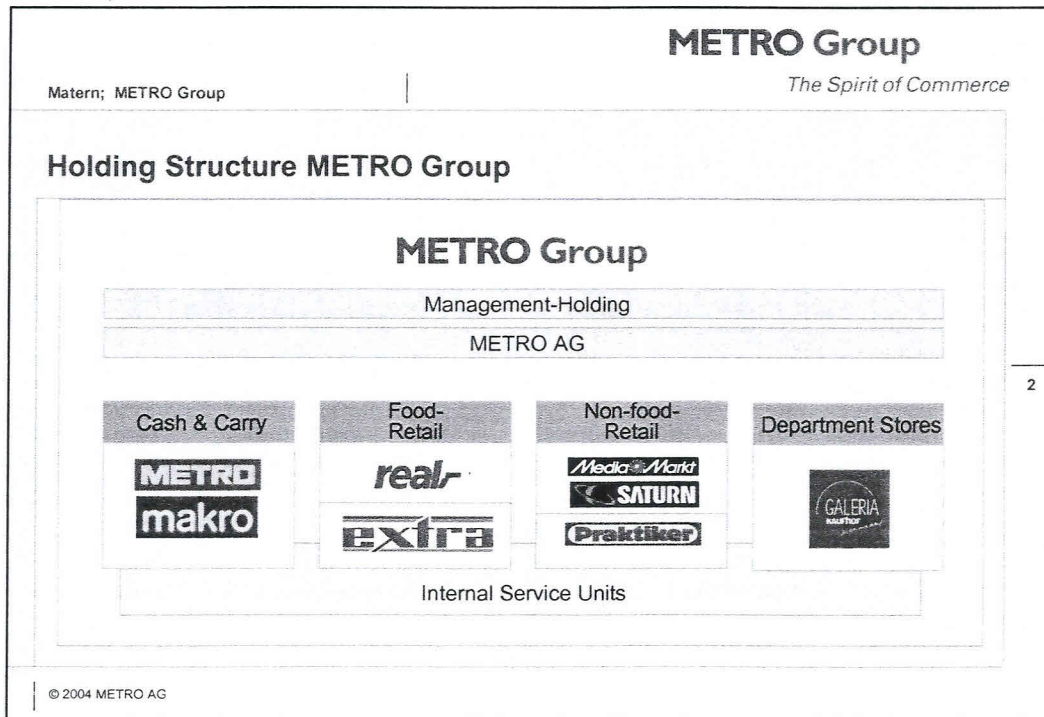 METRO Group
The Spirit of Commerce
Matern; METRO Group
Holding Structure METRO Group
METRO Group
Management-Holding
METRO AG
2
Cash & Carry
METRO
makro
Food-
Retail
real,-
extra
Non-food-
Retail
Media Markt
SATURN
Praktiker
Department Stores
GALERIA
KAUFHOF
Internal Service Units
© 2004 METRO AG